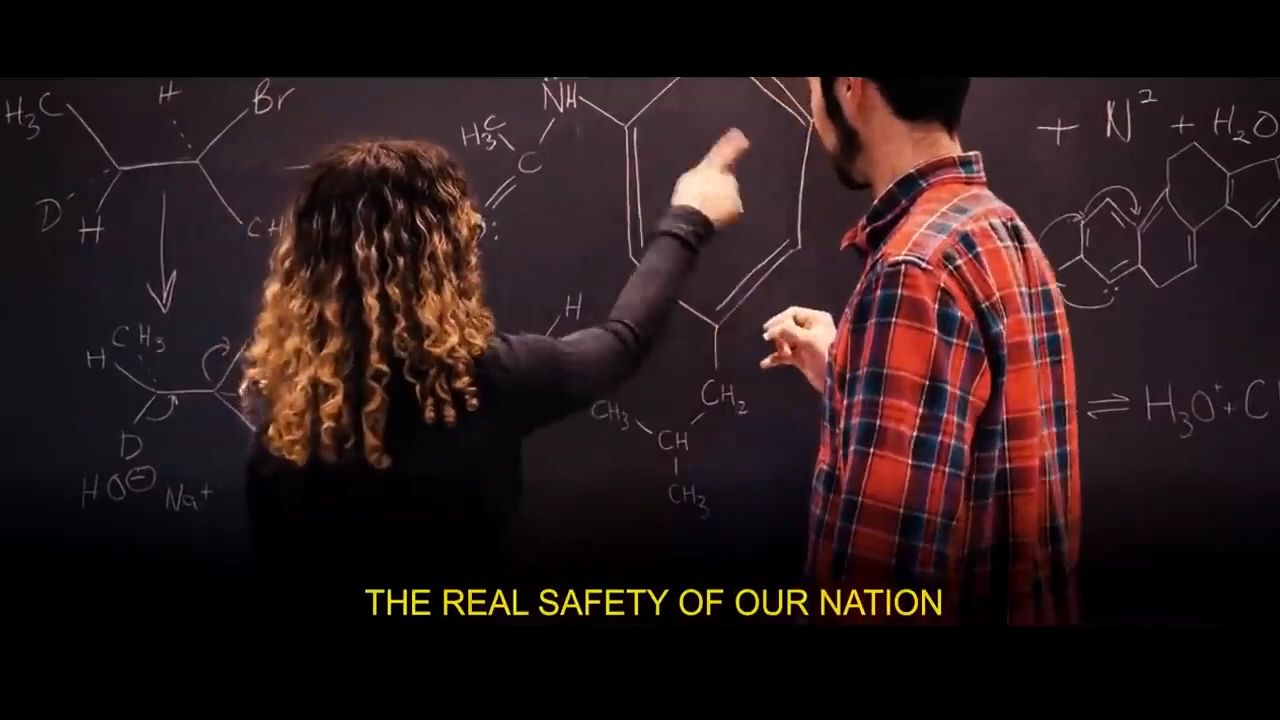 H₃C H Br
D H CH
CH₃
H
D
HO⊖ Na⁺
NH
H₃C C
:
H
CH₂
CH₃ CH
CH₃
+ N² + H₂O
⇌ H₃O⁺ + C
THE REAL SAFETY OF OUR NATION